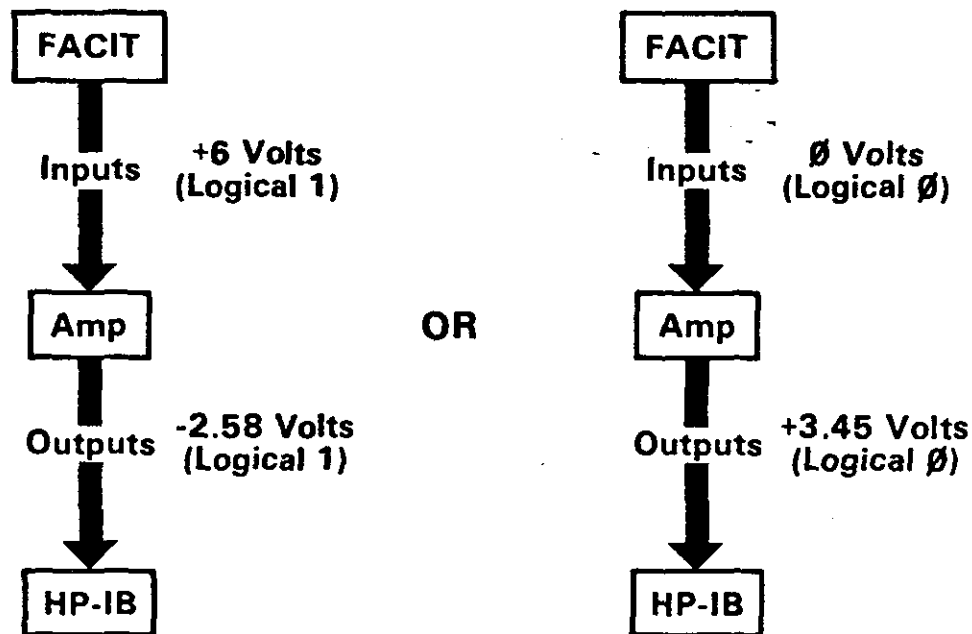 FACIT
Inputs
+6 Volts
(Logical 1)
Amp
Outputs
-2.58 Volts
(Logical 1)
HP-IB
OR
FACIT
Inputs
Ø Volts
(Logical Ø)
Amp
Outputs
+3.45 Volts
(Logical Ø)
HP-IB